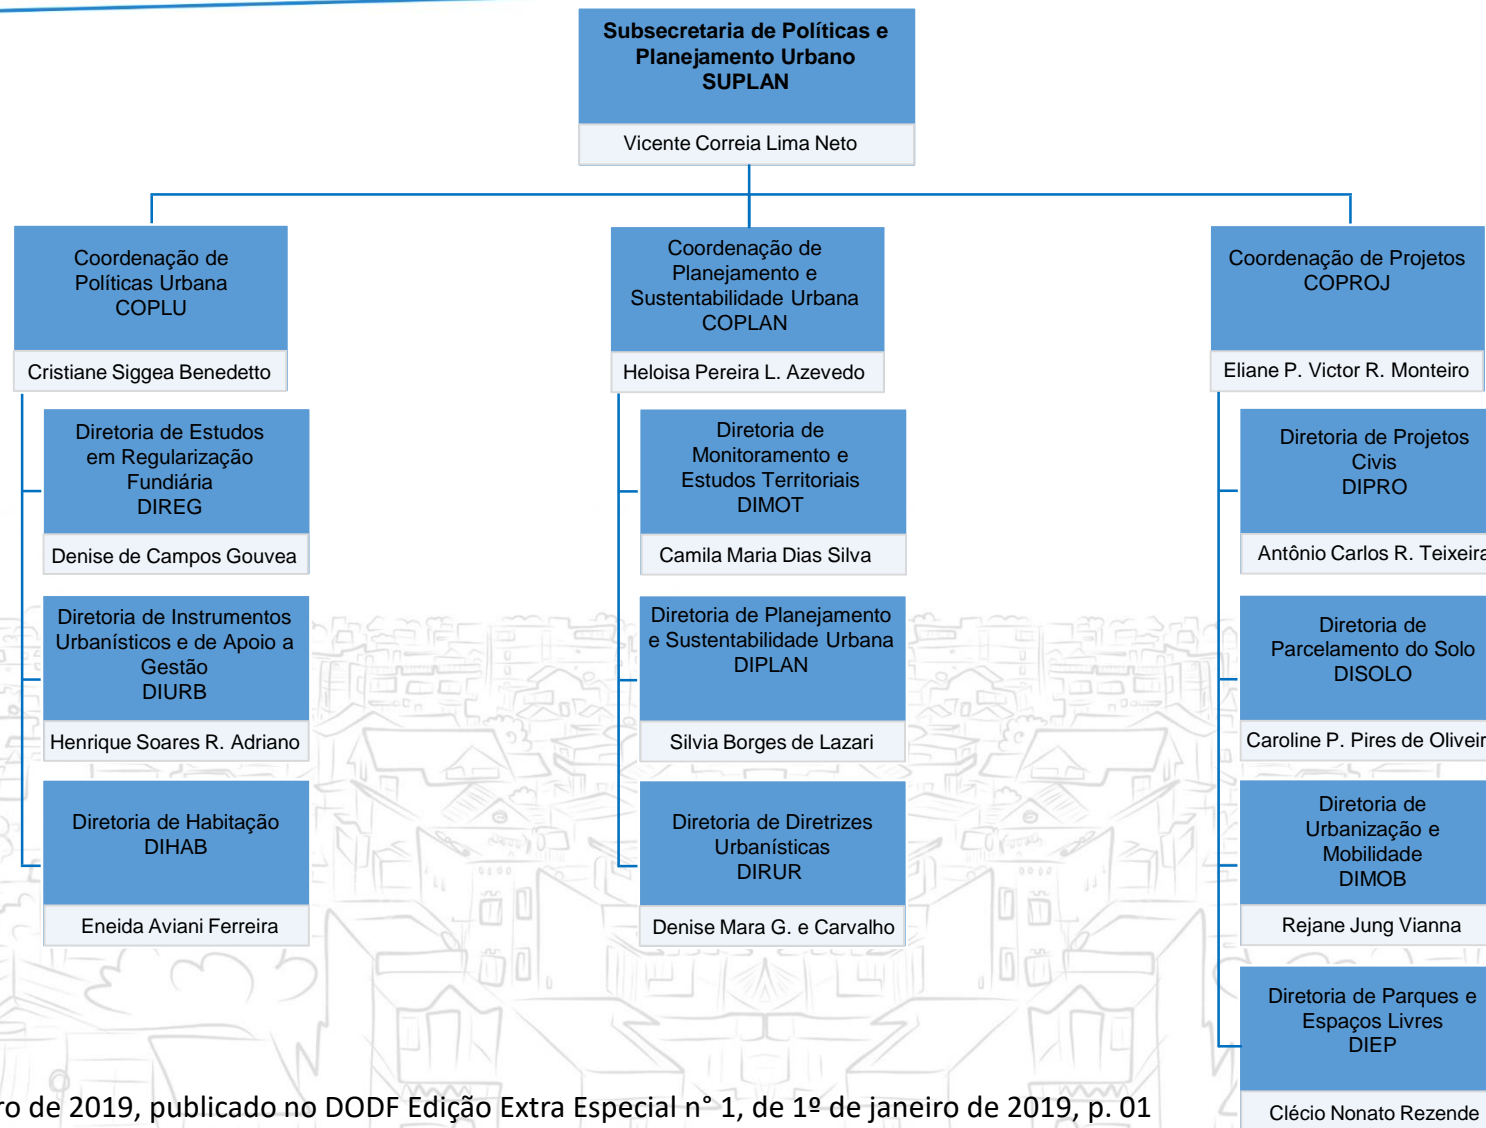 Subsecretaria de Políticas e
Planejamento Urbano
SUPLAN
Vicente Correia Lima Neto
Coordenação de
Políticas Urbana
COPLU
Cristiane Siggea Benedetto
Diretoria de Estudos
em Regularização
Fundiária
DIREG
Denise de Campos Gouvea
Diretoria de Instrumentos
Urbanísticos e de Apoio a
Gestão
DIURB
Henrique Soares R. Adriano
Diretoria de Habitação
DIHAB
Eneida Aviani Ferreira
Coordenação de
Planejamento e
Sustentabilidade Urbana
COPLAN
Heloisa Pereira L. Azevedo
Diretoria de
Monitoramento e
Estudos Territoriais
DIMOT
Camila Maria Dias Silva
Diretoria de Planejamento
e Sustentabilidade Urbana
DIPLAN
Silvia Borges de Lazari
Diretoria de Diretrizes
Urbanísticas
DIRUR
Denise Mara G. e Carvalho
Coordenação de Projetos
COPROJ
Eliane P. Victor R. Monteiro
Diretoria de Projetos
Civis
DIPRO
Antônio Carlos R. Teixeira
Diretoria de
Parcelamento do Solo
DISOLO
Caroline P. Pires de Oliveir
Diretoria de
Urbanização e
Mobilidade
DIMOB
Rejane Jung Vianna
Diretoria de Parques e
Espaços Livres
DIEP
Clécio Nonato Rezende
ro de 2019, publicado no DODF Edição Extra Especial n° 1, de 1º de janeiro de 2019, p. 01